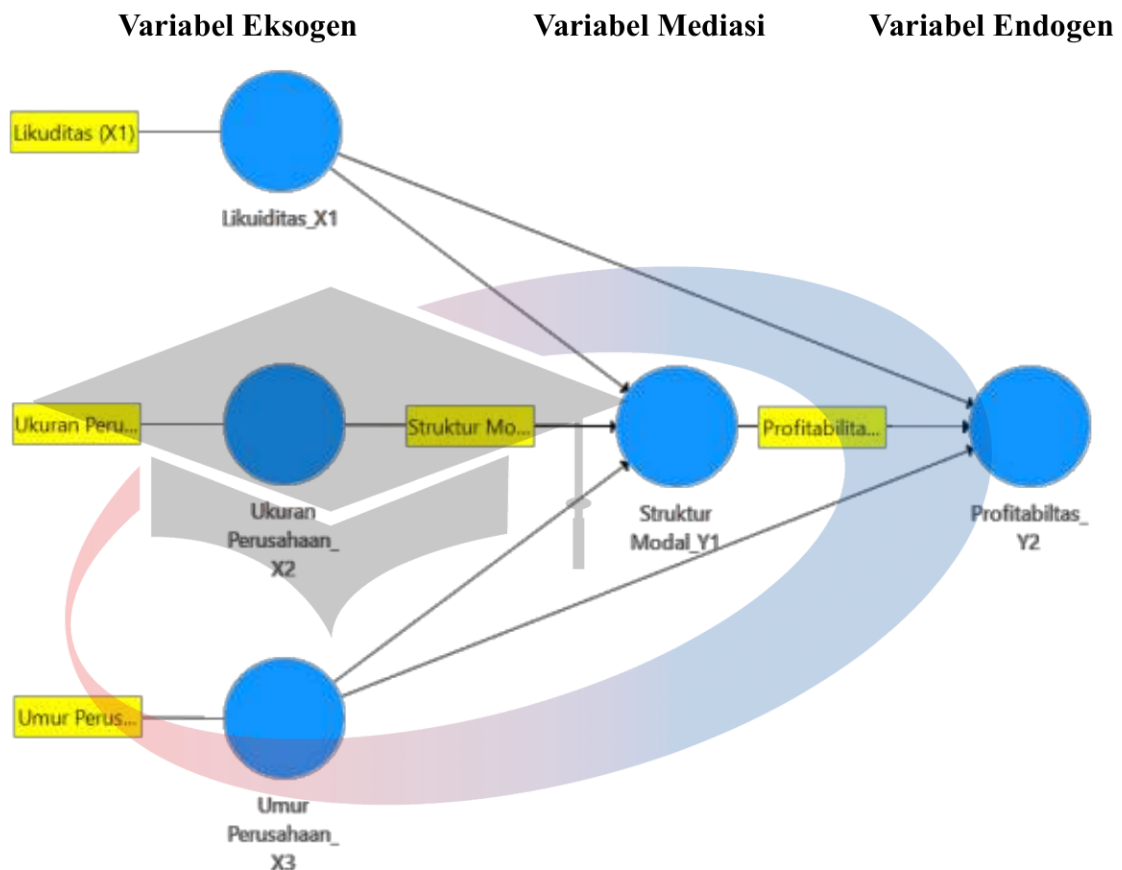 Variabel Eksogen
Variabel Mediasi
Variabel Endogen
Likuditas (X1)
Likuiditas_X1
Ukuran Peru...
Struktur Mo...
Profitabilita...
Ukuran
Perusahaan_
X2
Struktur
Modal_Y1
Profitabiltas_
Y2
Umur Perus...
Umur
Perusahaan_
X3